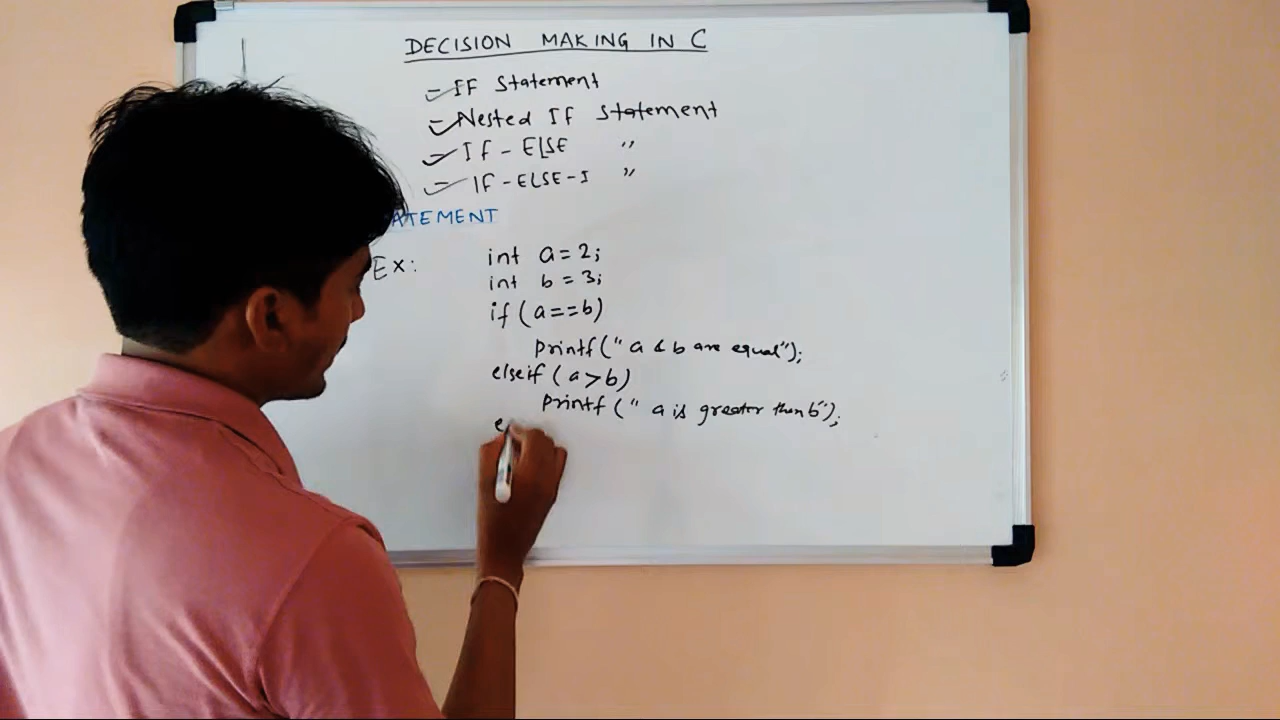 DECISION MAKING IN C
- IF Statement
- Nested IF Statement
- IF - ELSE "
- IF - ELSE - I "
ATEMENT
Ex: int a = 2;
int b = 3;
if ( a==b)
Printf (" a & b are equal");
elseif ( a > b)
Printf (" a is greater then b");
e